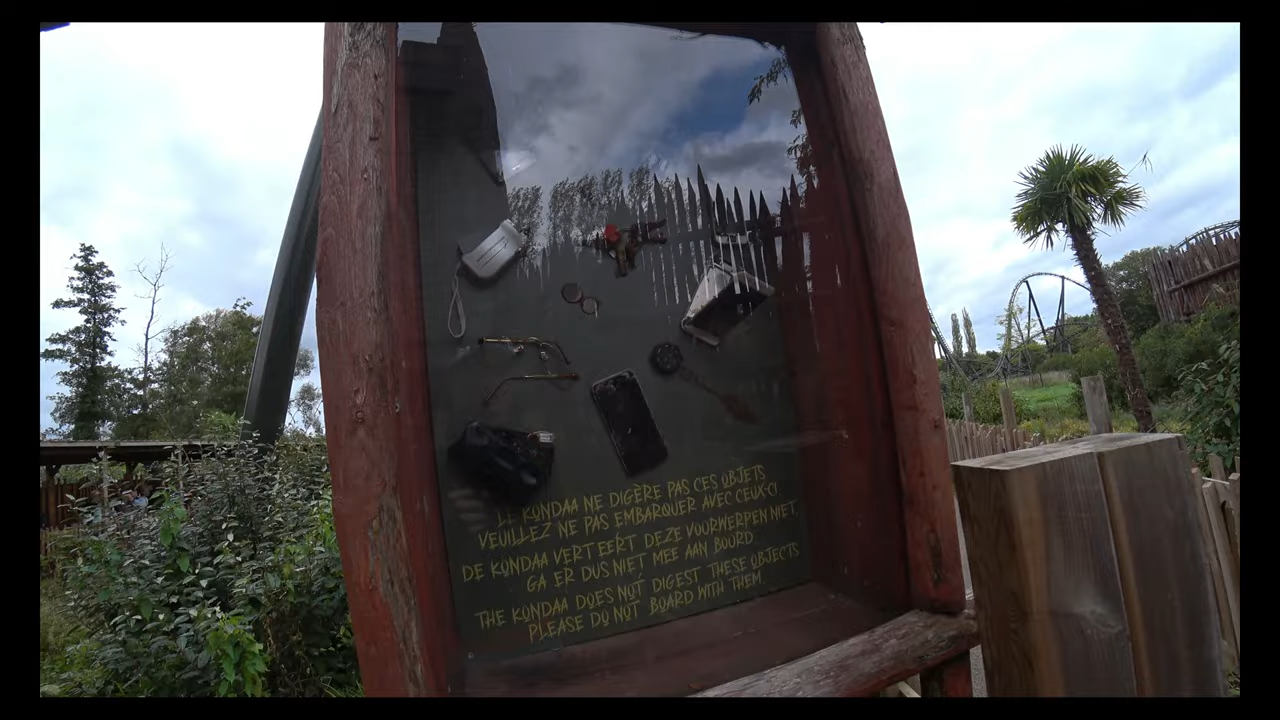 LE KONDAA NE DIGÈRE PAS CES OBJETS
VEUILLEZ NE PAS EMBARQUER AVEC CEUX-CI
DE KONDAA VERTEERT DEZE VOORWERPEN NIET,
GA ER DUS NIET MEE AAN BOORD.
THE KONDAA DOES NOT DIGEST THESE OBJECTS
PLEASE DO NOT BOARD WITH THEM